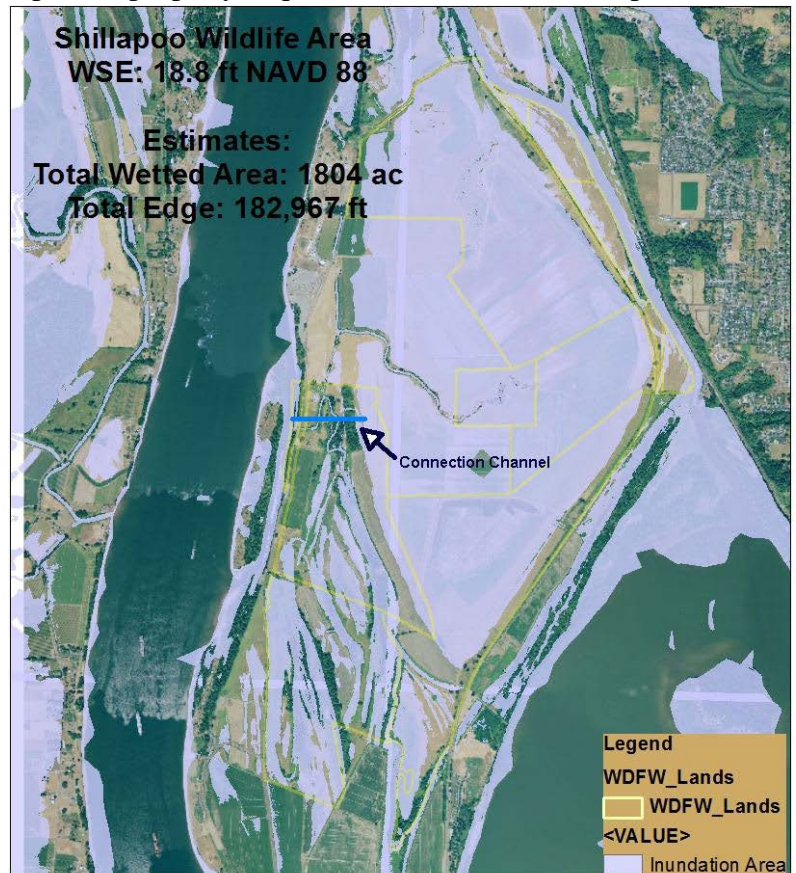 Shillapoo Wildlife Area
WSE: 18.8 ft NAVD 88
Estimates:
Total Wetted Area: 1804 ac
Total Edge: 182,967 ft
Connection Channel
Legend
WDFW_Lands
WDFW_Lands
<VALUE>
Inundation Area